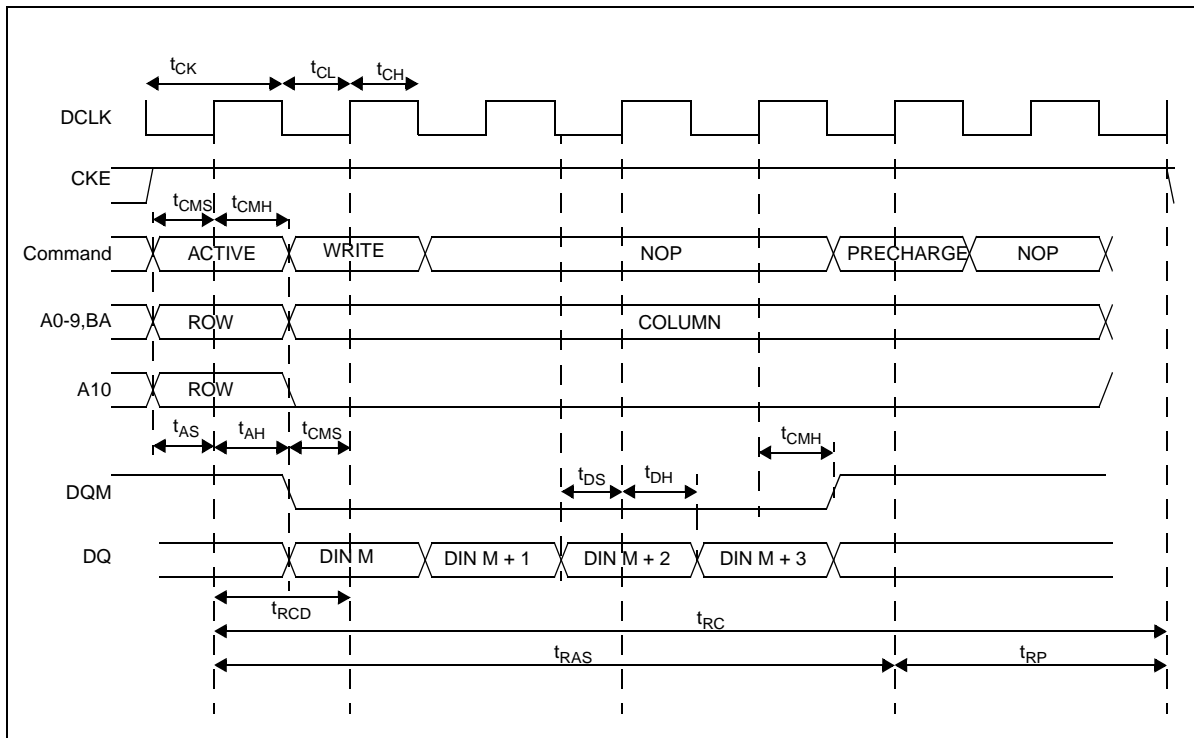 tCK tCL tCH
DCLK
CKE
tCMS tCMH
Command ACTIVE WRITE NOP PRECHARGE NOP
A0-9,BA ROW COLUMN
A10 ROW
tAS tAH tCMS tCMH
tDS tDH
DQM
DQ DIN M DIN M + 1 DIN M + 2 DIN M + 3
tRCD tRC
tRAS tRP